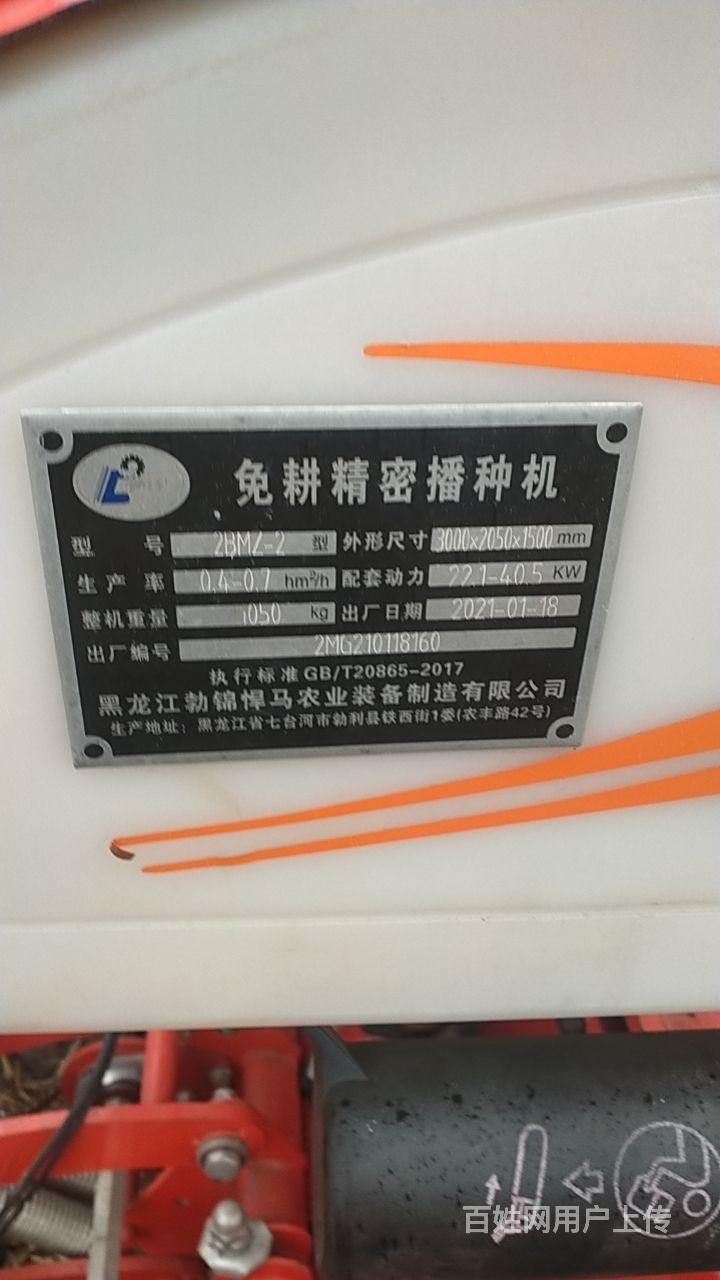 免耕精密播种机
型 号 2BMZ-2 型 外形尺寸 3000x2050x1500 mm
生产率 0.4-0.7 hm²/h 配套动力 22.1-40.5 KW
整机重量 1050 kg 出厂日期 2021-01-18
出厂编号 2MG210118160
执行标准GB/T20865-2017
黑龙江勃锦悍马农业装备制造有限公司
生产地址：黑龙江省七台河市勃利县铁西街1委(农丰路42号)
百姓网用户上传